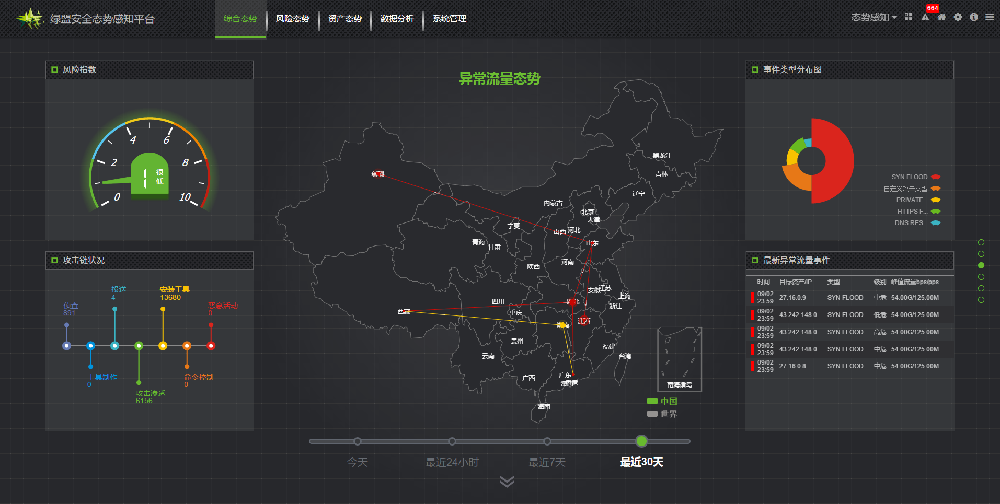 绿盟安全态势感知平台
综合态势
风险态势
资产态势
数据分析
系统管理
态势感知
664
风险指数
0
2
4
6
8
10
1
很
低
攻击链状况
侦查
891
投送
4
安装工具
13680
恶意活动
0
工具制作
0
攻击渗透
6156
命令控制
0
异常流量态势
黑龙江
吉林
辽宁
新疆
内蒙古
北京
天津
宁夏
山西
河北
山东
青海
甘肃
河南
陕西
安徽
江苏
上海
四川
湖北
浙江
西藏
重庆
江西
湖南
贵州
福建
云南
台湾
广西
广东
澳门
香港
海南
南海诸岛
中国
世界
今天
最近24小时
最近7天
最近30天
事件类型分布图
SYN FLOOD
自定义攻击类型
PRIVATE...
HTTPS F...
DNS RES...
最新异常流量事件
时间 目标资产/IP 类型 级别 峰值流量bps/pps
09/02 23:59 27.16.0.9 SYN FLOOD 中危 54.00G/125.00M
09/02 23:59 43.242.148.0 SYN FLOOD 低危 54.00G/125.00M
09/02 23:59 43.242.148.0 SYN FLOOD 高危 54.00G/125.00M
09/02 23:59 43.242.148.0 SYN FLOOD 中危 54.00G/125.00M
09/02 23:59 27.16.0.8 SYN FLOOD 中危 54.00G/125.00M